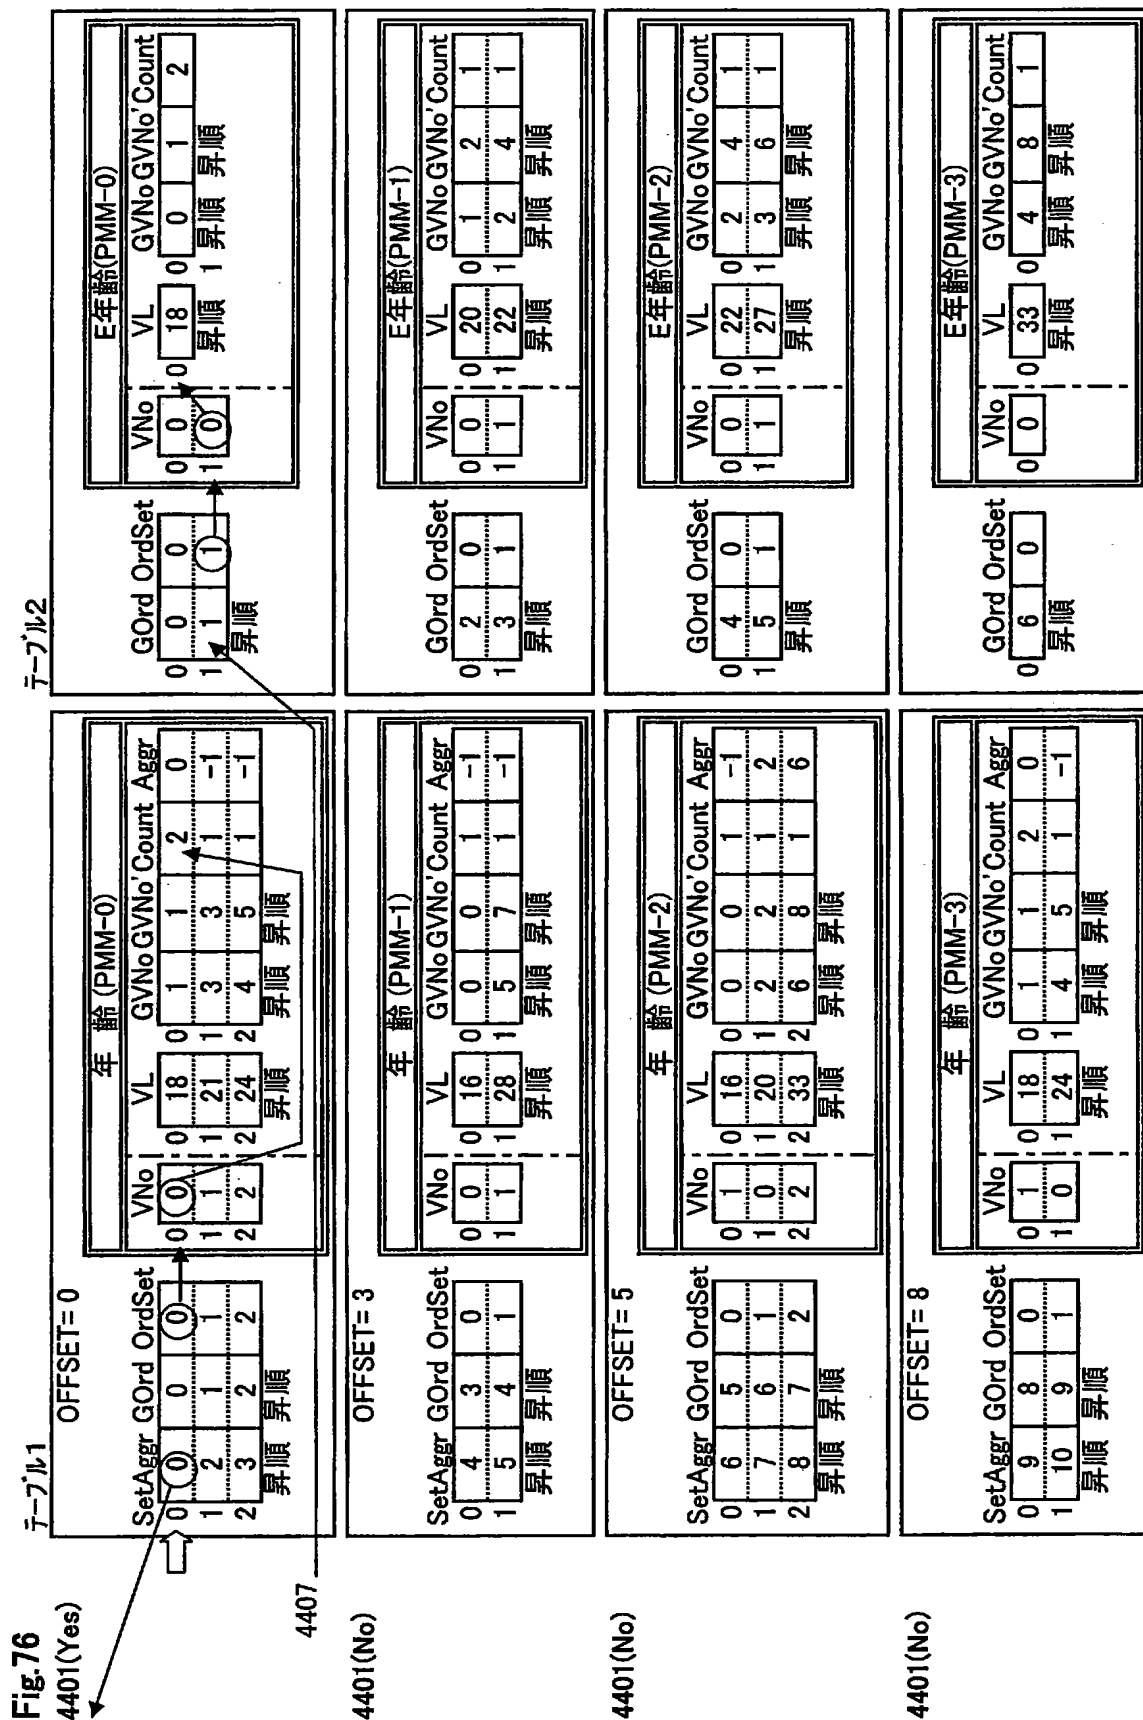 Fig.76
テーブル1
テーブル2
4401(Yes)
OFFSET= 0
SetAggr GOrd OrdSet
0 0 0 0
1 2 1 1
2 3 2 2
昇順 昇順
年 齢 (PMM-0)
VNo VL GVNo GVNo' Count Aggr
0 0 0 18 0 1 1 2 0
1 1 1 21 1 3 3 1 -1
2 2 2 24 2 4 5 1 -1
昇順 昇順 昇順
4407
GOrd OrdSet
0 0 0
1 1 1
昇順
E年齢(PMM-0)
VNo VL GVNo GVNo' Count
0 0 0 18 0 0 1 2
1 0 1
昇順 昇順 昇順
4401(No)
OFFSET= 3
SetAggr GOrd OrdSet
0 4 3 0
1 5 4 1
昇順 昇順
年 齢 (PMM-1)
VNo VL GVNo GVNo' Count Aggr
0 0 0 16 0 0 0 1 -1
1 1 1 28 1 5 7 1 -1
昇順 昇順 昇順
GOrd OrdSet
0 2 0
1 3 1
昇順
E年齢(PMM-1)
VNo VL GVNo GVNo' Count
0 0 0 20 0 1 2 1
1 1 1 22 1 2 4 1
昇順 昇順 昇順
4401(No)
OFFSET= 5
SetAggr GOrd OrdSet
0 6 5 0
1 7 6 1
2 8 7 2
昇順 昇順
年 齢 (PMM-2)
VNo VL GVNo GVNo' Count Aggr
0 1 0 16 0 0 0 1 -1
1 0 1 20 1 2 2 1 2
2 2 2 33 2 6 8 1 6
昇順 昇順 昇順
GOrd OrdSet
0 4 0
1 5 1
昇順
E年齢(PMM-2)
VNo VL GVNo GVNo' Count
0 0 0 22 0 2 4 1
1 1 1 27 1 3 6 1
昇順 昇順 昇順
4401(No)
OFFSET= 8
SetAggr GOrd OrdSet
0 9 8 0
1 10 9 1
昇順 昇順
年 齢 (PMM-3)
VNo VL GVNo GVNo' Count Aggr
0 1 0 18 0 1 1 2 0
1 0 1 24 1 4 5 1 -1
昇順 昇順 昇順
GOrd OrdSet
0 6 0
昇順
E年齢(PMM-3)
VNo VL GVNo GVNo' Count
0 0 0 33 0 4 8 1
昇順 昇順 昇順